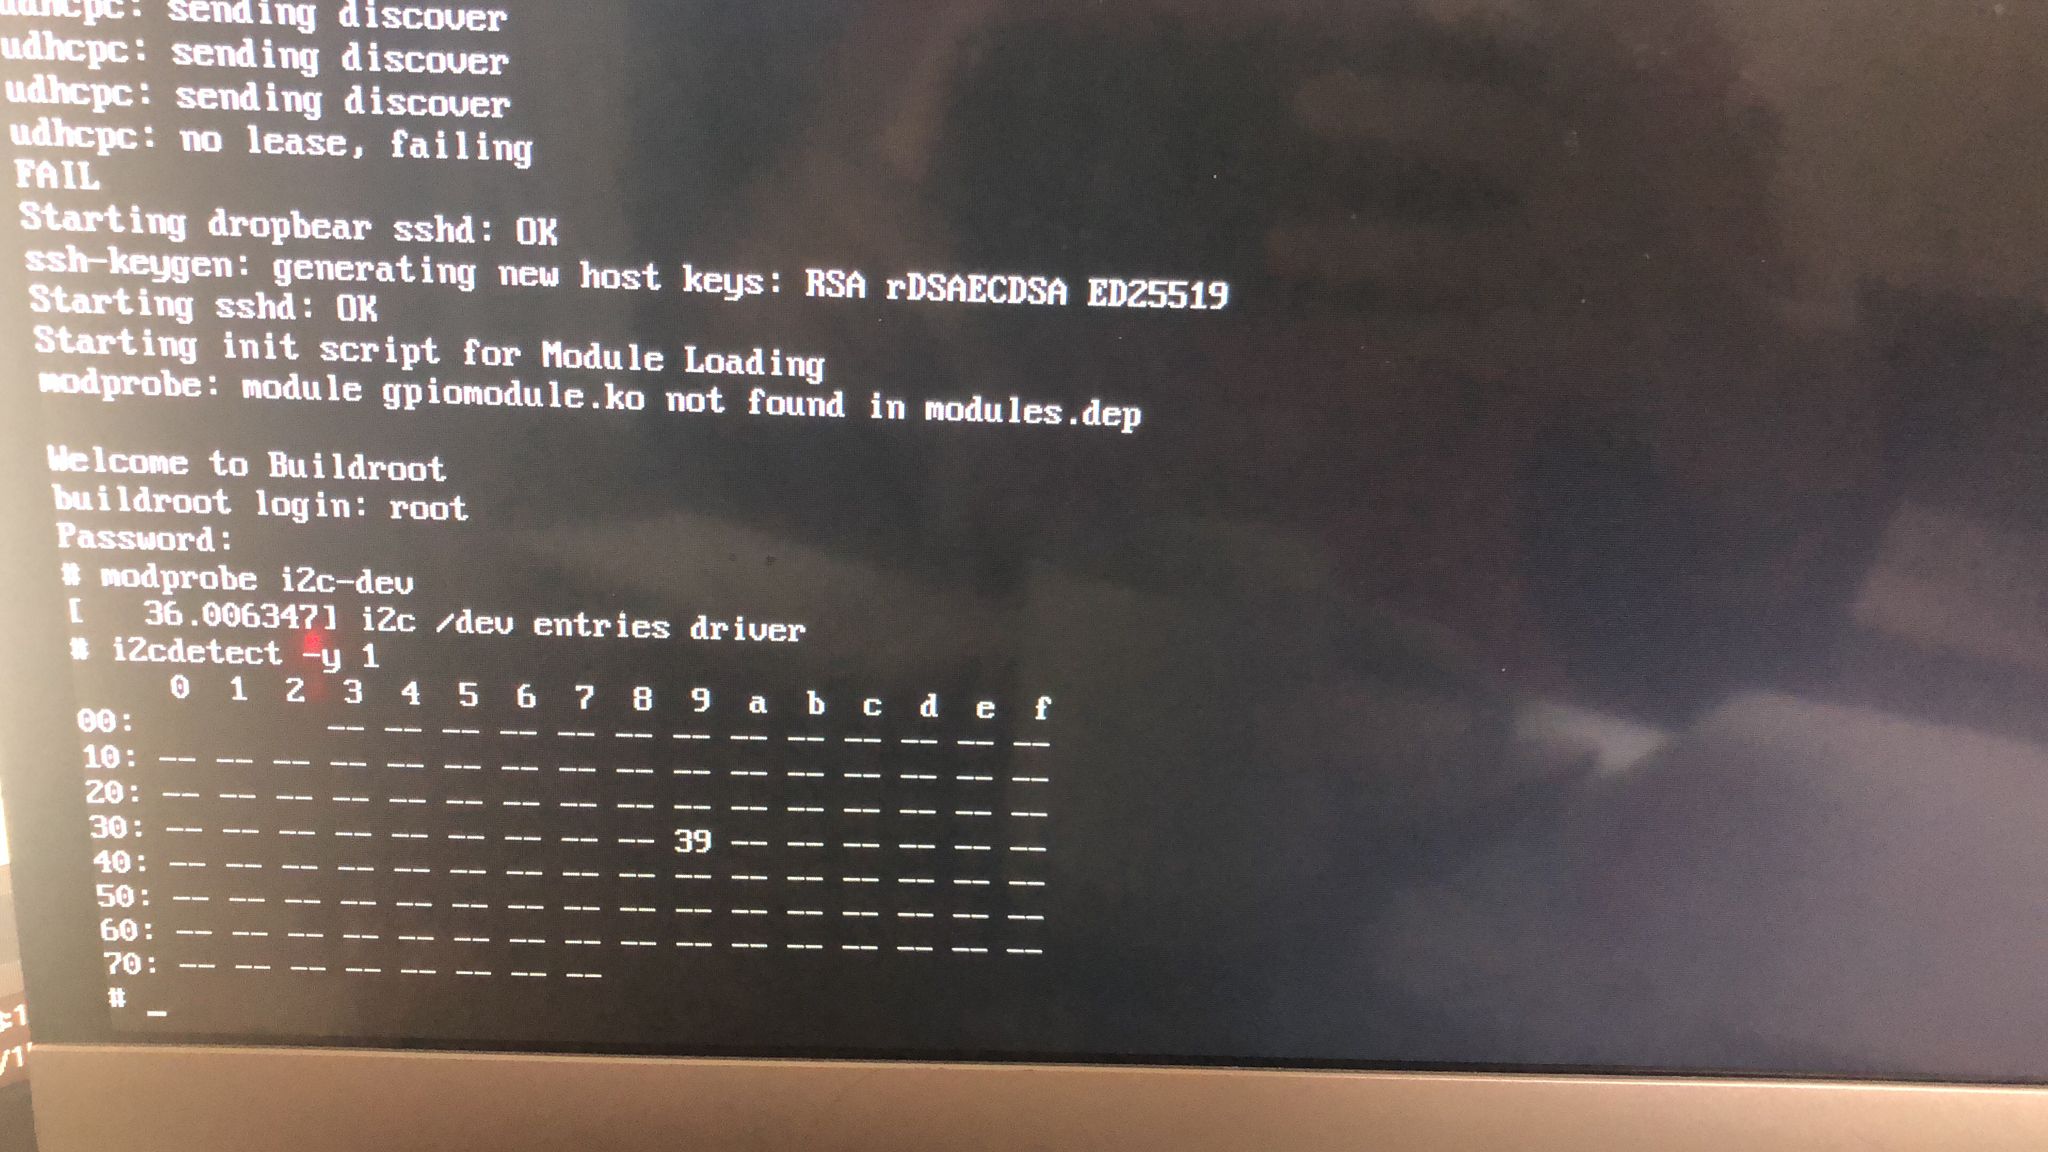 udhcpc: sending discover
udhcpc: sending discover
udhcpc: sending discover
udhcpc: no lease, failing
FAIL
Starting dropbear sshd: OK
ssh-keygen: generating new host keys: RSA rDSAECDSA ED25519
Starting sshd: OK
Starting init script for Module Loading
modprobe: module gpiomodule.ko not found in modules.dep

Welcome to Buildroot
buildroot login: root
Password:
# modprobe i2c-dev
[   36.006347] i2c /dev entries driver
# i2cdetect -y 1
     0  1  2  3  4  5  6  7  8  9  a  b  c  d  e  f
00:          -- -- -- -- -- -- -- -- -- -- -- -- --
10: -- -- -- -- -- -- -- -- -- -- -- -- -- -- -- --
20: -- -- -- -- -- -- -- -- -- -- -- -- -- -- -- --
30: -- -- -- -- -- -- -- -- -- 39 -- -- -- -- -- --
40: -- -- -- -- -- -- -- -- -- -- -- -- -- -- -- --
50: -- -- -- -- -- -- -- -- -- -- -- -- -- -- -- --
60: -- -- -- -- -- -- -- -- -- -- -- -- -- -- -- --
70: -- -- -- -- -- -- -- --
# _